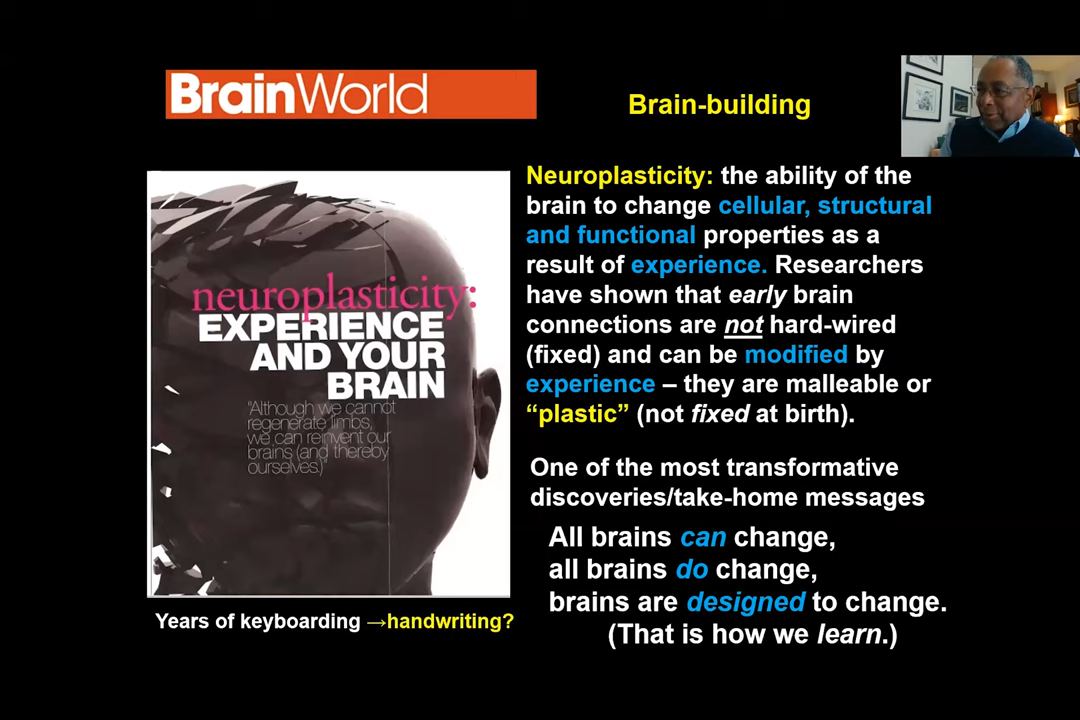 BrainWorld
Brain-building
neuroplasticity:
EXPERIENCE
AND YOUR
BRAIN
"Although we cannot
regenerate limbs,
we can reinvent our
brains (and thereby
ourselves.)"
Years of keyboarding →handwriting?
Neuroplasticity: the ability of the
brain to change cellular, structural
and functional properties as a
result of experience. Researchers
have shown that early brain
connections are not hard-wired
(fixed) and can be modified by
experience – they are malleable or
“plastic” (not fixed at birth).
One of the most transformative
discoveries/take-home messages
All brains can change,
all brains do change,
brains are designed to change.
(That is how we learn.)